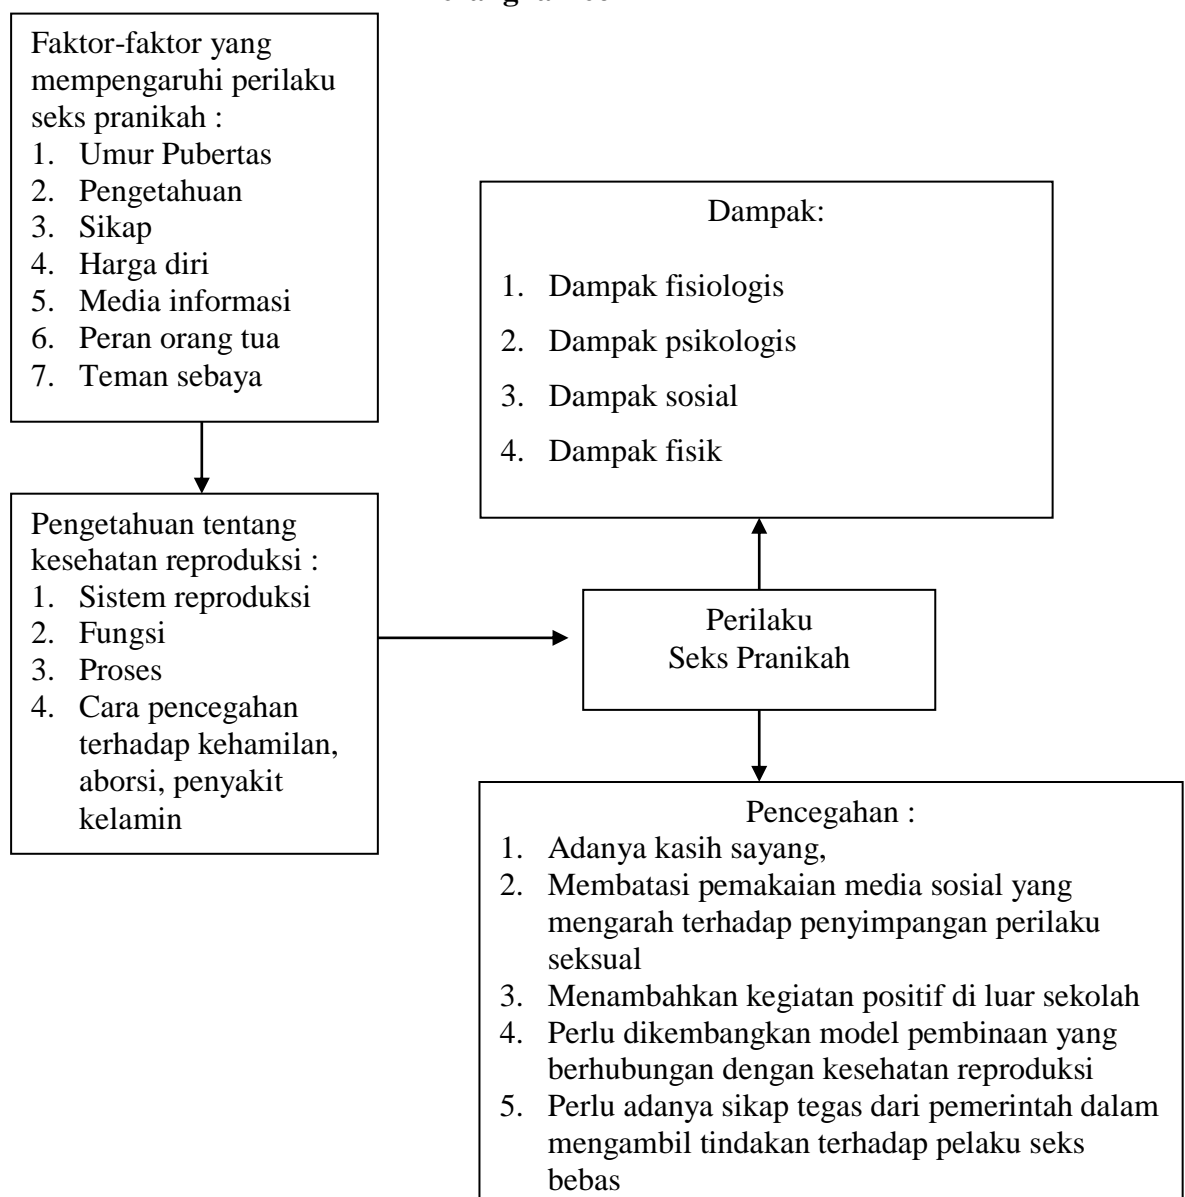 Faktor-faktor yang
mempengaruhi perilaku
seks pranikah :
1. Umur Pubertas
2. Pengetahuan
3. Sikap
4. Harga diri
5. Media informasi
6. Peran orang tua
7. Teman sebaya
Dampak:
1. Dampak fisiologis
2. Dampak psikologis
3. Dampak sosial
4. Dampak fisik
Pengetahuan tentang
kesehatan reproduksi :
1. Sistem reproduksi
2. Fungsi
3. Proses
4. Cara pencegahan
terhadap kehamilan,
aborsi, penyakit
kelamin
Perilaku
Seks Pranikah
Pencegahan :
1. Adanya kasih sayang,
2. Membatasi pemakaian media sosial yang
mengarah terhadap penyimpangan perilaku
seksual
3. Menambahkan kegiatan positif di luar sekolah
4. Perlu dikembangkan model pembinaan yang
berhubungan dengan kesehatan reproduksi
5. Perlu adanya sikap tegas dari pemerintah dalam
mengambil tindakan terhadap pelaku seks
bebas